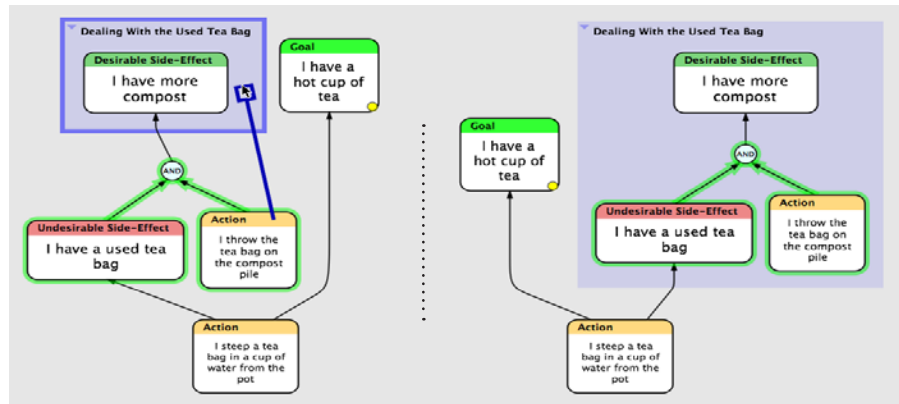 Dealing With the Used Tea Bag
Desirable Side-Effect
I have more
compost
Goal
I have a
hot cup of
tea
AND
Undesirable Side-Effect
I have a used tea
bag
Action
I throw the
tea bag on
the compost
pile
Action
I steep a tea
bag in a cup of
water from the
pot
Dealing With the Used Tea Bag
Desirable Side-Effect
I have more
compost
Goal
I have a
hot cup of
tea
AND
Undesirable Side-Effect
I have a used tea
bag
Action
I throw the
tea bag on
the compost
pile
Action
I steep a tea
bag in a cup of
water from the
pot